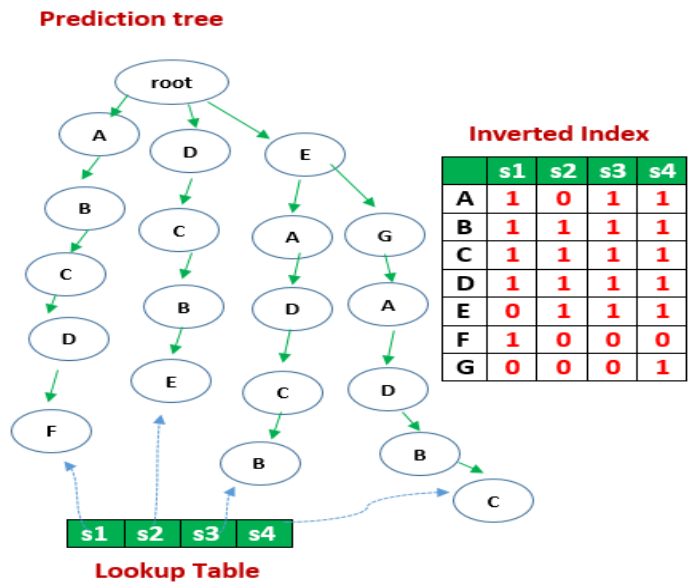 Prediction tree
root
A
D
E
B
C
A
G
C
B
D
A
D
E
C
D
F
B
B
C
s1 s2 s3 s4
Lookup Table
Inverted Index
s1 s2 s3 s4
A 1 0 1 1
B 1 1 1 1
C 1 1 1 1
D 1 1 1 1
E 0 1 1 1
F 1 0 0 0
G 0 0 0 1